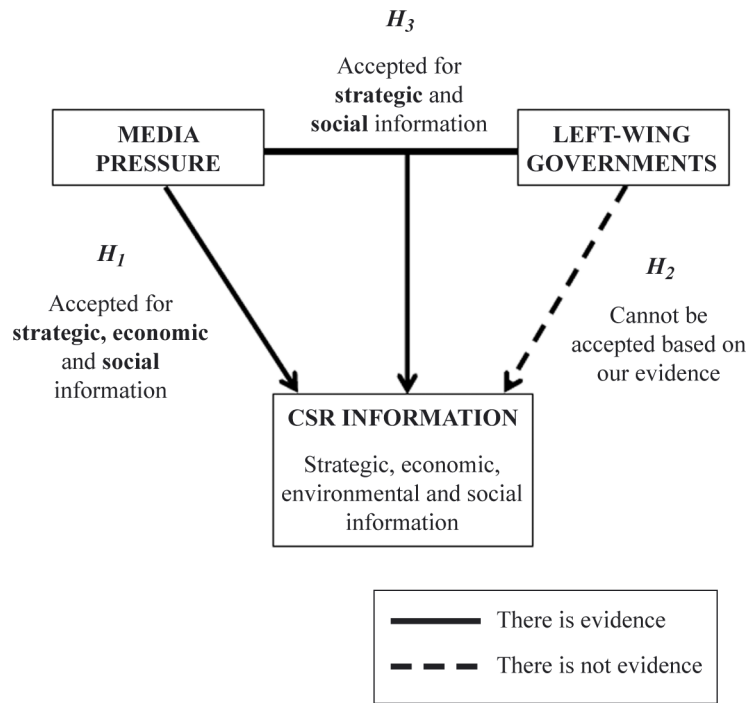 H3
Accepted for
strategic and
social information
MEDIA
PRESSURE
LEFT-WING
GOVERNMENTS
H1
Accepted for
strategic, economic
and social
information
H2
Cannot be
accepted based on
our evidence
CSR INFORMATION
Strategic, economic,
environmental and social
information
There is evidence
There is not evidence